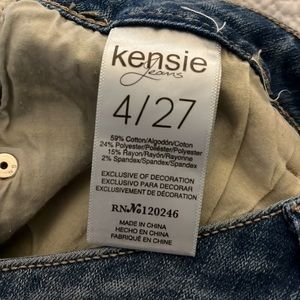 kensie
jeans
4/27
59% Cotton/Algodón/Coton
24% Polyester/Poliéster/Polyester
15% Rayon/Rayón/Rayonne
2% Spandex/Spandex/Spandex
EXCLUSIVE OF DECORATION
EXCLUSIVO PARA DECORAR
EXCLUSIVEMENT DE DÉCORATION
RN№120246
MADE IN CHINA
HECHO EN CHINA
FABRIQUÉ EN CHINE